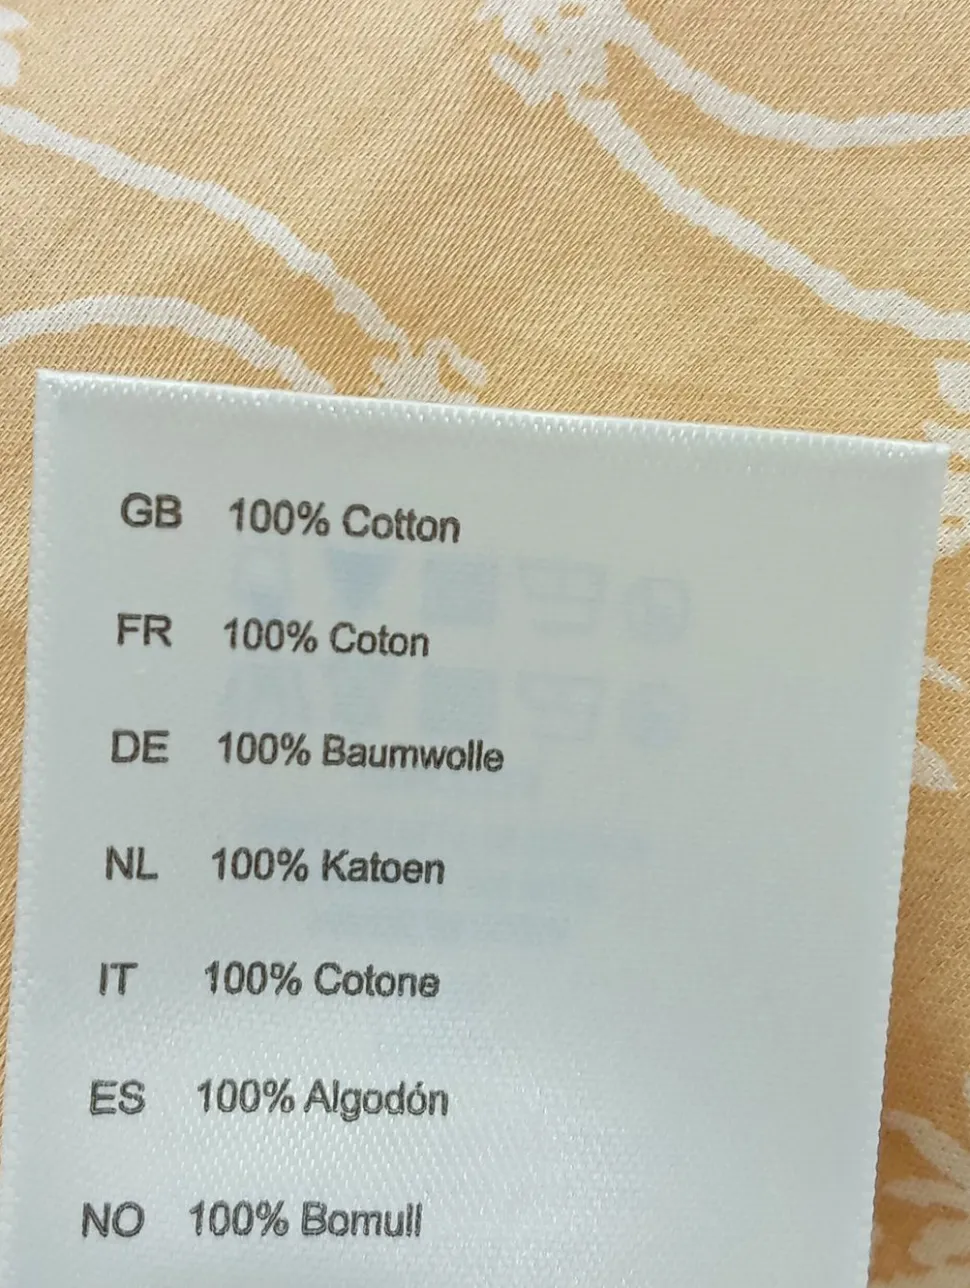 GB 100% Cotton
FR 100% Coton
DE 100% Baumwolle
NL 100% Katoen
IT 100% Cotone
ES 100% Algodón
NO 100% Bomull